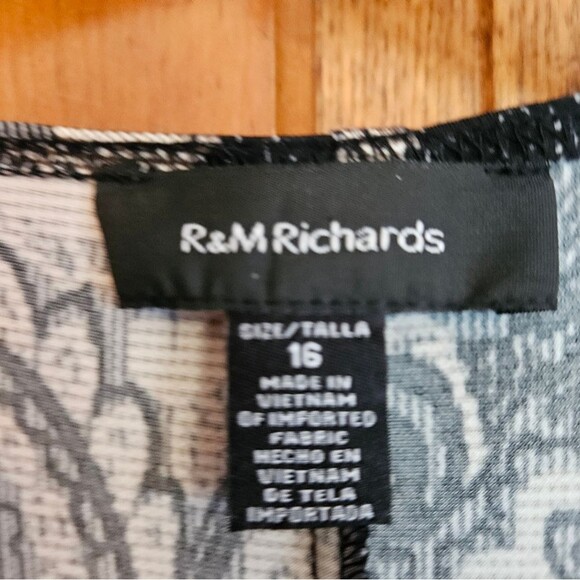 R&M Richards
SIZE/TALLA
16
MADE IN
VIETNAM
OF IMPORTED
FABRIC
HECHO EN
VIETNAM
DE TELA
IMPORTADA